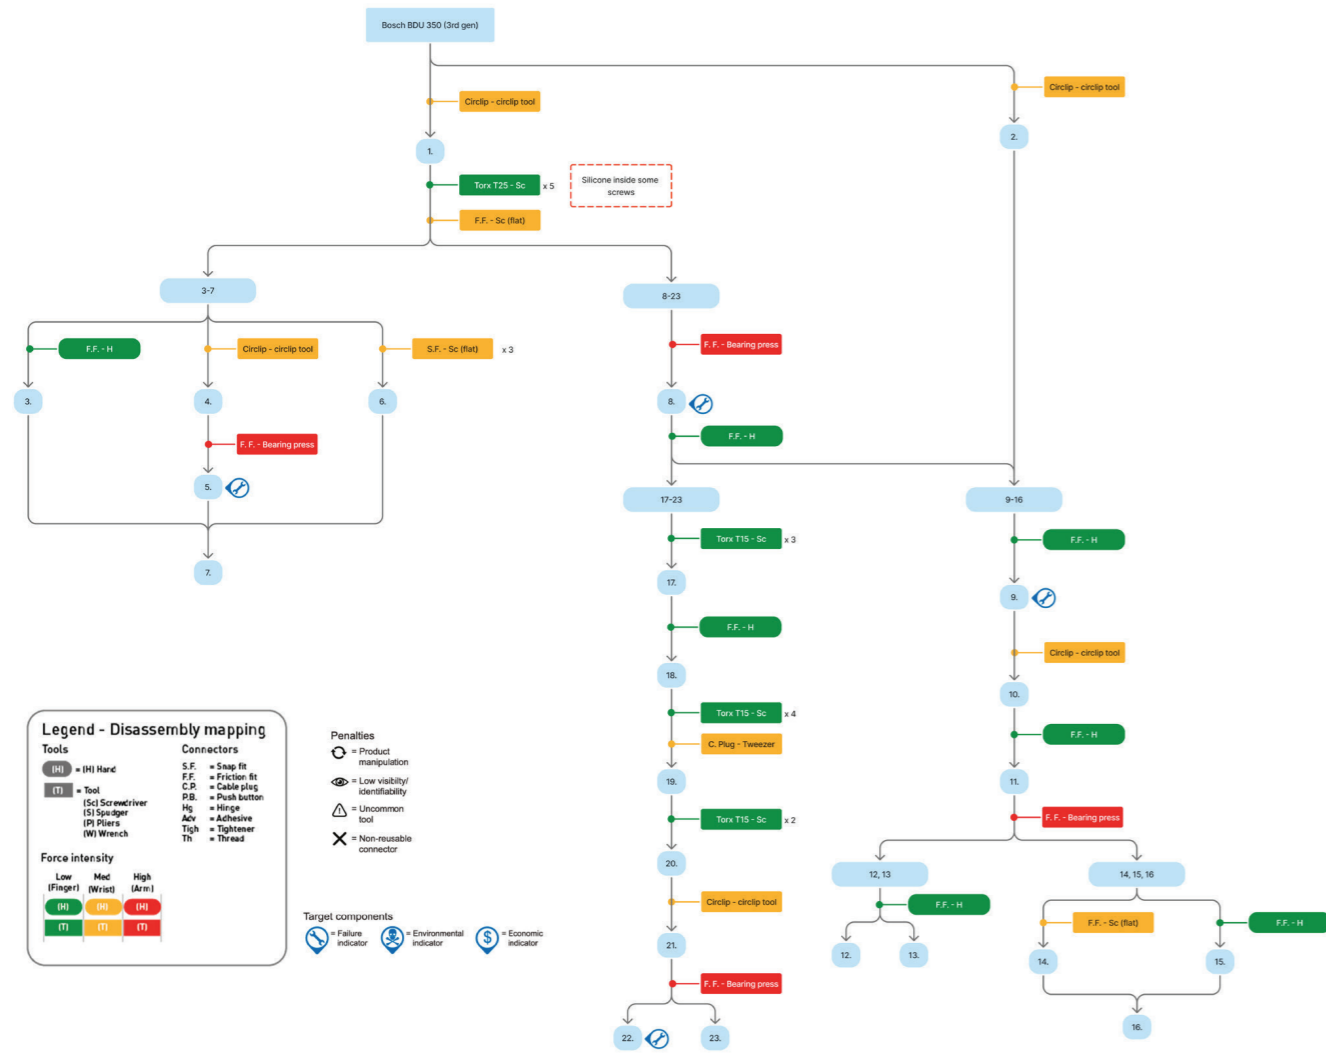 Bosch BDU 350 (3rd gen)
Circlip - circlip tool
Circlip - circlip tool
1.
2.
Torx T25 - Sc
x 5
Silicone inside some
screws
F.F. - Sc (flat)
3-7
8-23
F.F. - H
Circlip - circlip tool
S.F. - Sc (flat)
x 3
F. F. - Bearing press
3.
4.
6.
8.
F. F. - Bearing press
F.F. - H
5.
17-23
9-16
Torx T15 - Sc
x 3
F.F. - H
7.
17.
9.
F.F. - H
Circlip - circlip tool
18.
10.
Torx T15 - Sc
x 4
C. Plug - Tweezer
F.F. - H
19.
11.
Torx T15 - Sc
x 2
F. F. - Bearing press
20.
12, 13
14, 15, 16
Circlip - circlip tool
F.F. - H
F.F. - Sc (flat)
F.F. - H
21.
12.
13.
14.
15.
F. F. - Bearing press
22.
23.
16.
Legend - Disassembly mapping
Tools
(H)
= (H) Hand
(T)
= Tool
(Sc) Screwdriver
(S) Spudger
(P) Pliers
(W) Wrench
Connectors
S.F. = Snap fit
F.F. = Friction fit
C.P. = Cable plug
P.B. = Push button
Hg = Hinge
Adv = Adhesive
Tigh = Tightener
Th = Thread
Force intensity
Low
(Finger)
Med
(Wrist)
High
(Arm)
(H)
(H)
(H)
(T)
(T)
(T)
Penalties
= Product
manipulation
= Low visibilty/
identifiability
= Uncommon
tool
= Non-reusable
connector
Target components
= Failure
indicator
= Environmental
indicator
$
= Economic
indicator